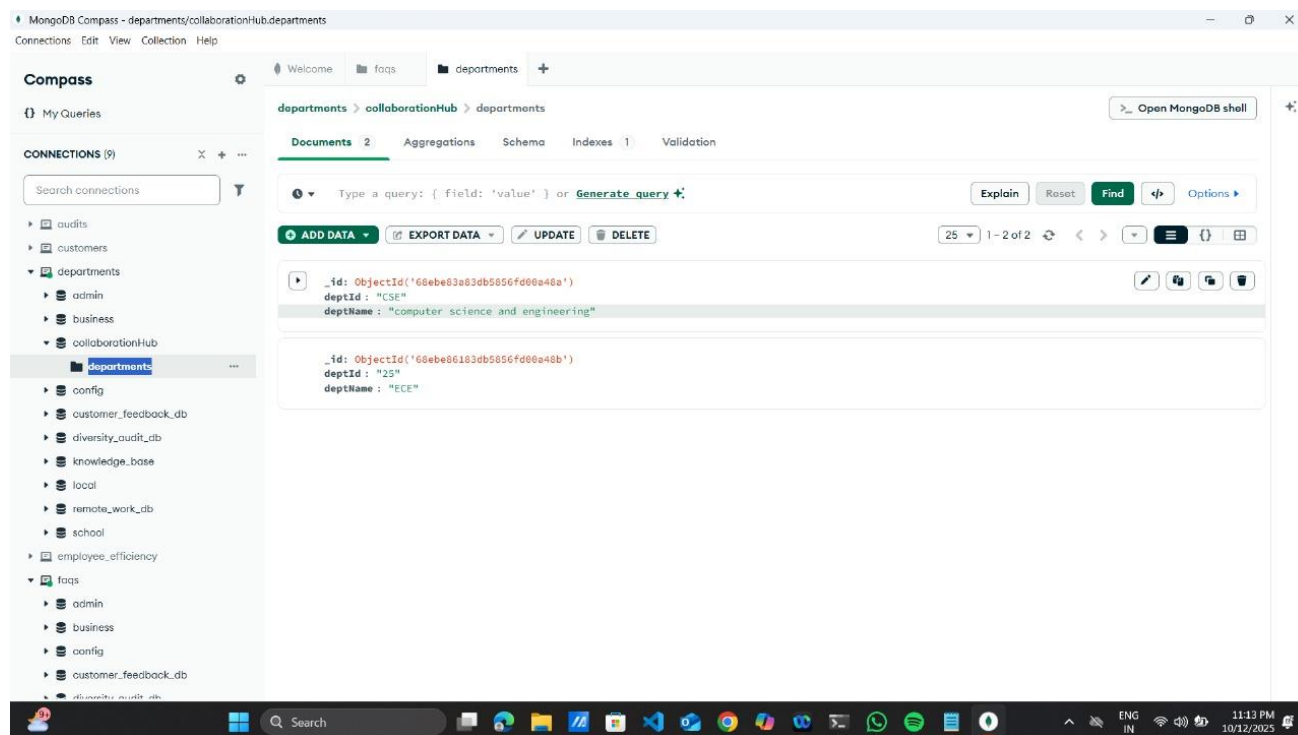 MongoDB Compass - departments/collaborationHub.departments
Connections Edit View Collection Help
Compass
{} My Queries
CONNECTIONS (9)
Search connections
audits
customers
departments
admin
business
collaborationHub
departments
config
customer_feedback_db
diversity_audit_db
knowledge_base
local
remote_work_db
school
employee_efficiency
faqs
admin
business
config
customer_feedback_db
diversity_audit_db
Welcome faqs departments +
departments > collaborationHub > departments
>_ Open MongoDB shell
Documents 2 Aggregations Schema Indexes 1 Validation
Type a query: { field: 'value' } or Generate query
Explain Reset Find </> Options
ADD DATA EXPORT DATA UPDATE DELETE
25 1 – 2 of 2 {}
_id: ObjectId('68ebe83a83db5856fd00a48a')
deptId : "CSE"
deptName : "computer science and engineering"
_id: ObjectId('68ebe86183db5856fd00a48b')
deptId : "25"
deptName : "ECE"
9+
Search
ENG
IN
11:13 PM
10/12/2025